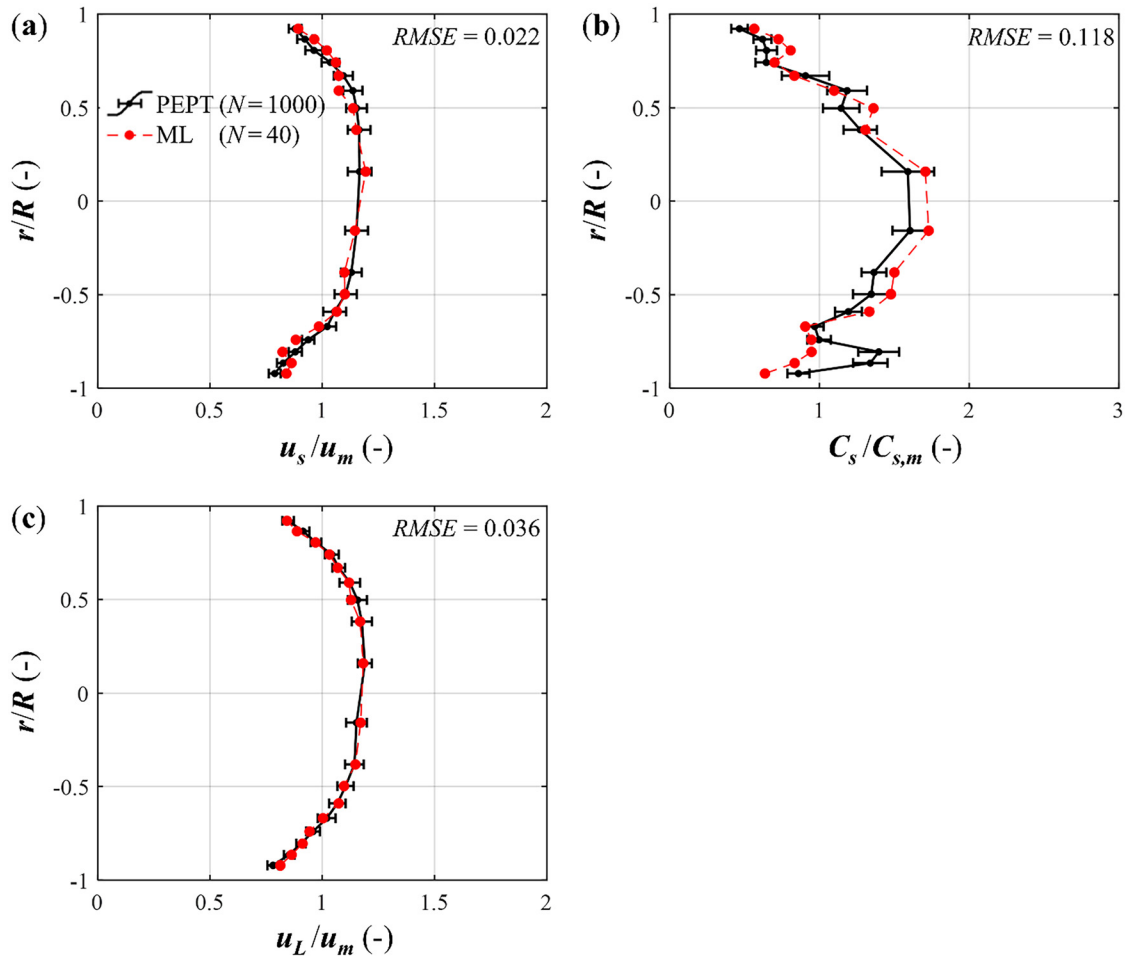 (a)
RMSE = 0.022
PEPT (N = 1000)
ML (N = 40)
1
0.5
0
-0.5
-1
r/R (-)
0 0.5 1 1.5 2
u_s/u_m (-)
(b)
RMSE = 0.118
1
0.5
0
-0.5
-1
r/R (-)
0 1 2 3
C_s/C_s,m (-)
(c)
RMSE = 0.036
1
0.5
0
-0.5
-1
r/R (-)
0 0.5 1 1.5 2
u_L/u_m (-)